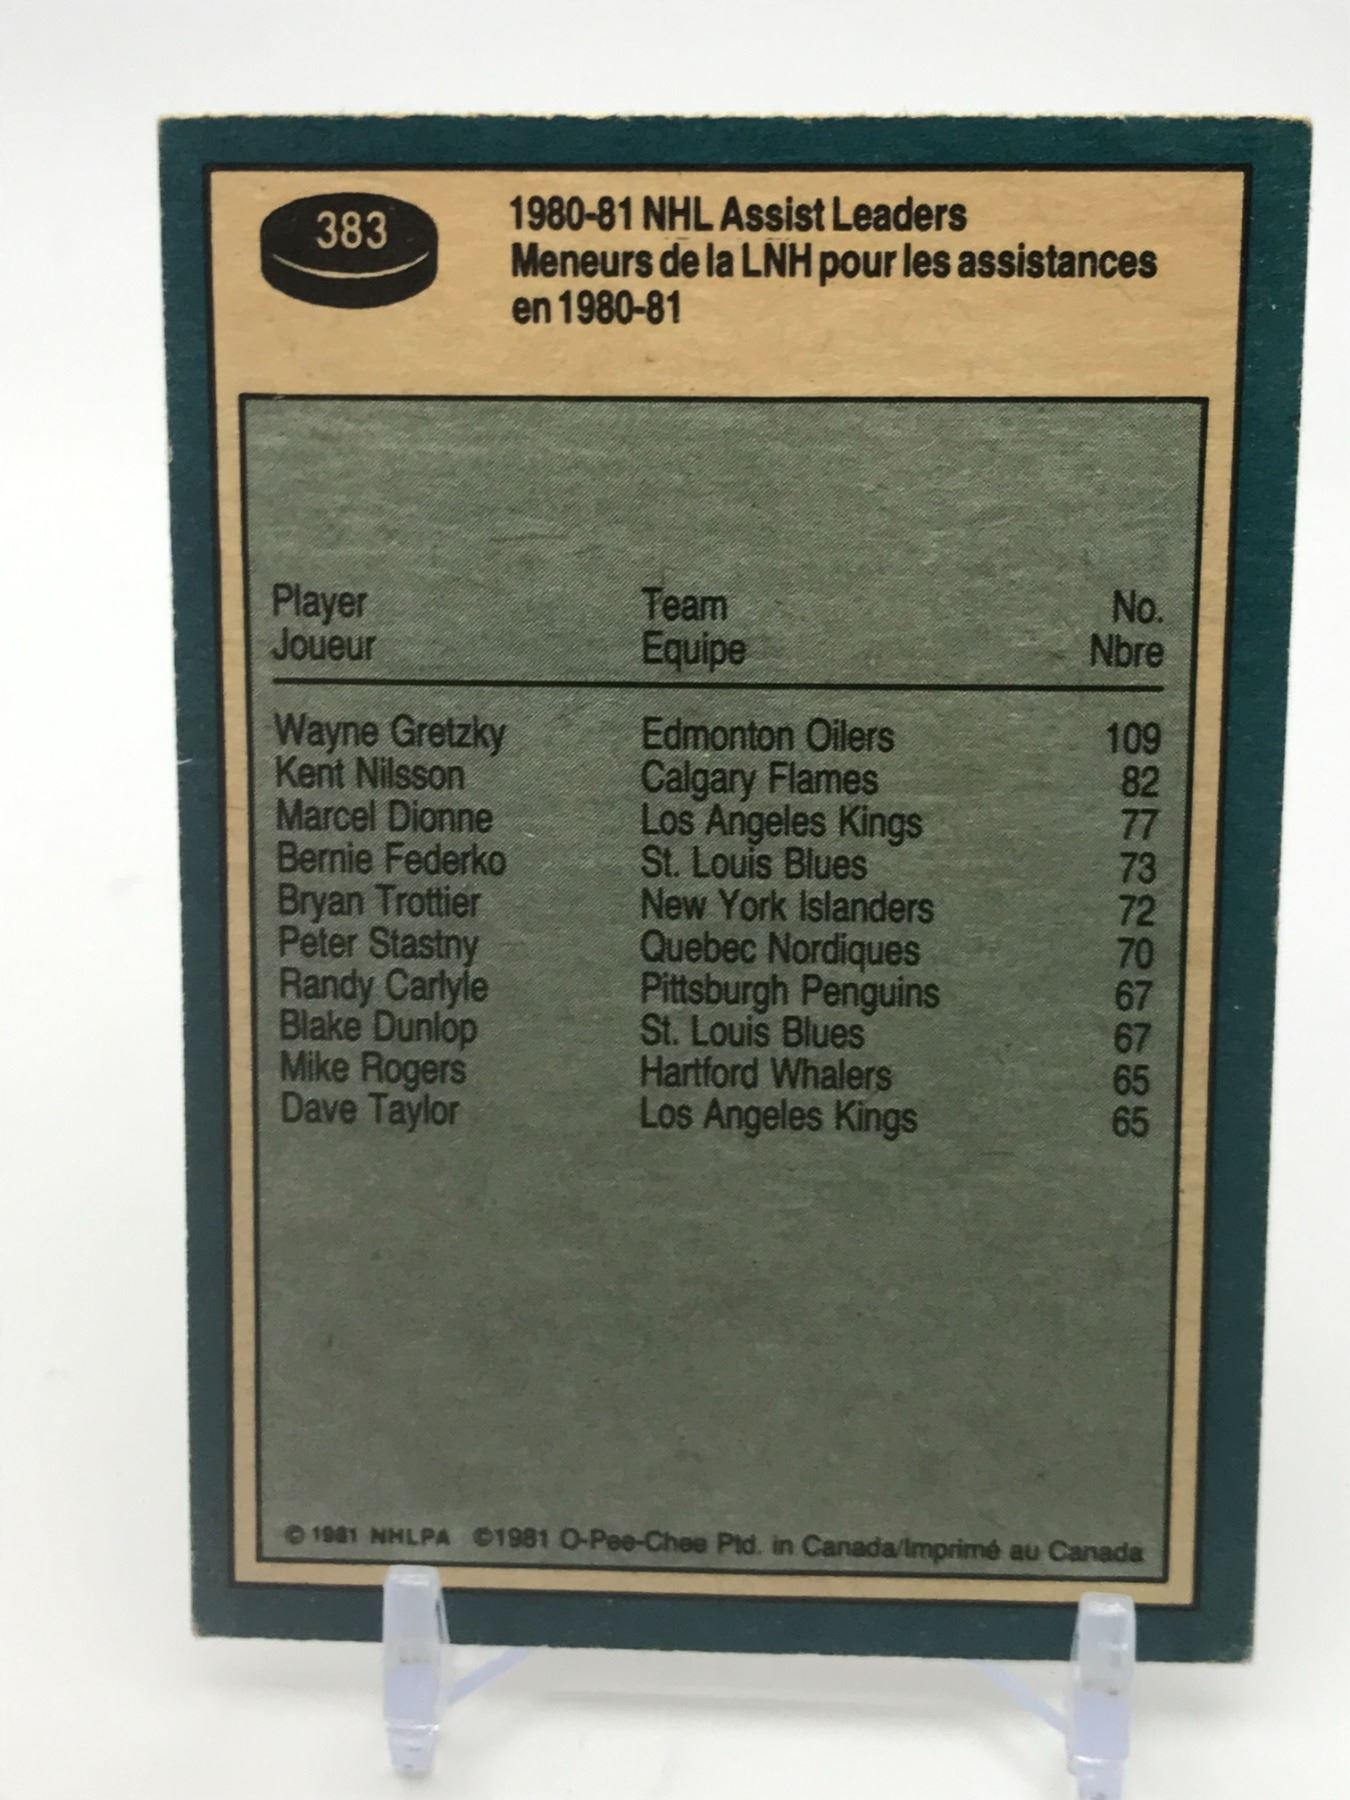 383
1980-81 NHL Assist Leaders
Meneurs de la LNH pour les assistances
en 1980-81
Player Team No.
Joueur Equipe Nbre
Wayne Gretzky Edmonton Oilers 109
Kent Nilsson Calgary Flames 82
Marcel Dionne Los Angeles Kings 77
Bernie Federko St. Louis Blues 73
Bryan Trottier New York Islanders 72
Peter Stastny Quebec Nordiques 70
Randy Carlyle Pittsburgh Penguins 67
Blake Dunlop St. Louis Blues 67
Mike Rogers Hartford Whalers 65
Dave Taylor Los Angeles Kings 65
© 1981 NHLPA ©1981 O-Pee-Chee Ptd. in Canada/Imprimé au Canada